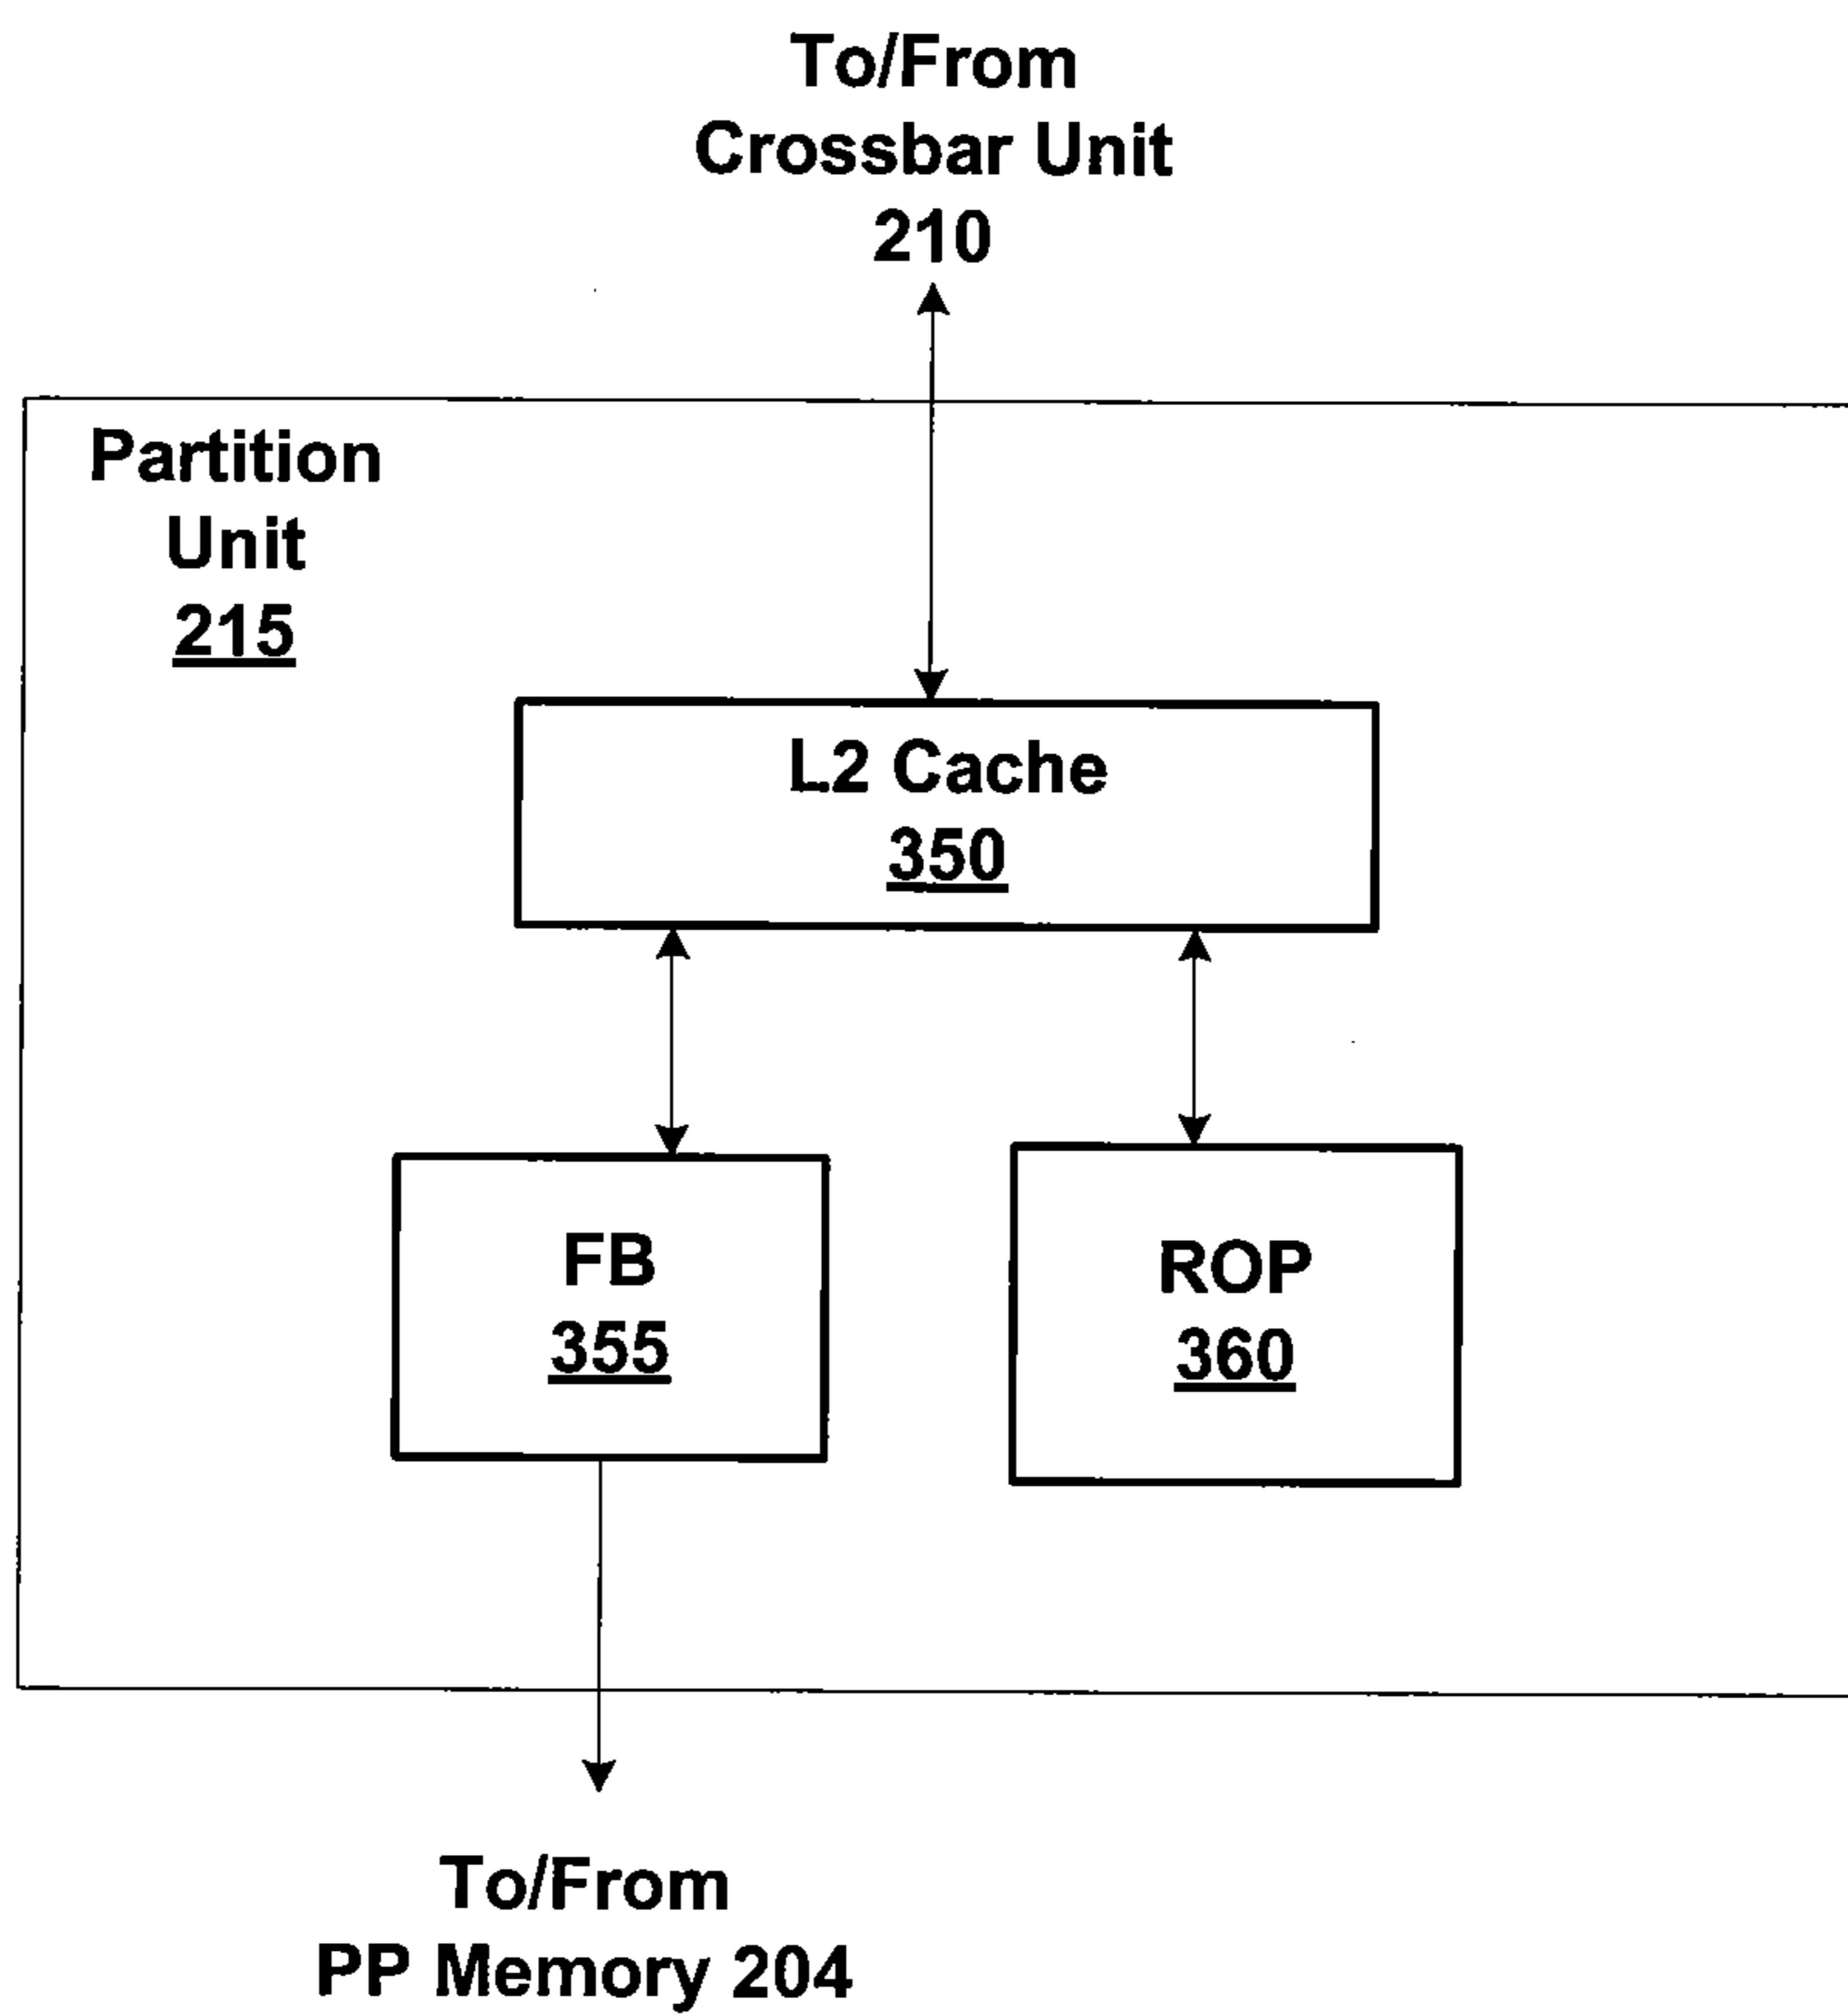 To/From
Crossbar Unit
210
Partition
Unit
215
L2 Cache
350
FB
355
ROP
360
To/From
PP Memory 204